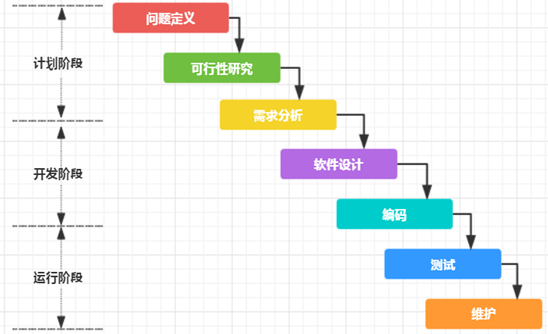 问题定义
计划阶段
可行性研究
需求分析
软件设计
开发阶段
编码
测试
运行阶段
维护